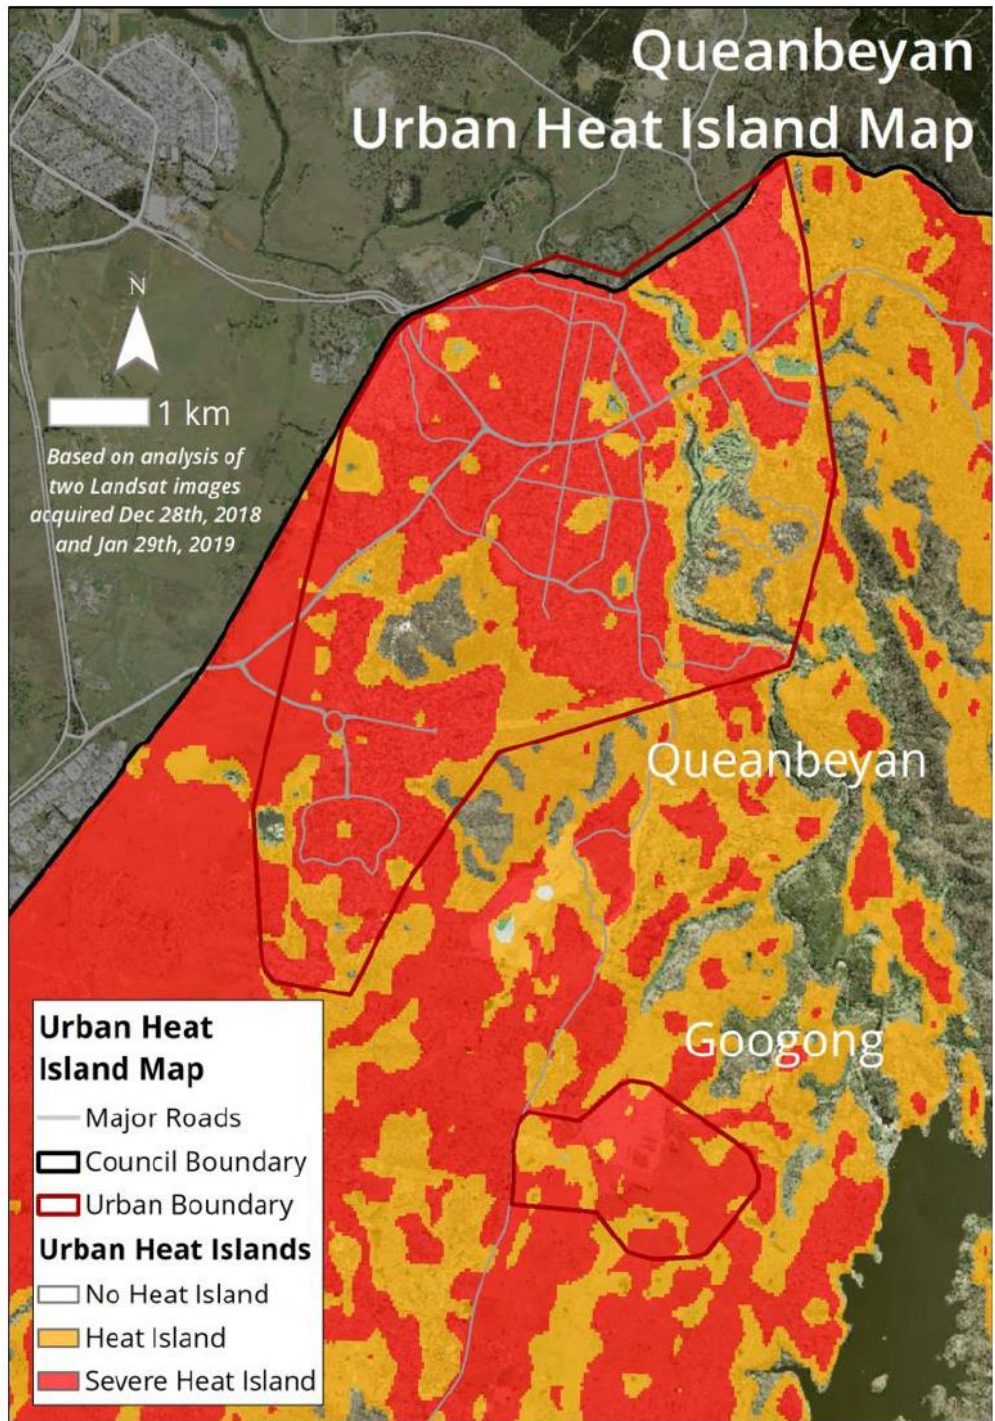 Queanbeyan
Urban Heat Island Map
N
1 km
Based on analysis of
two Landsat images
acquired Dec 28th, 2018
and Jan 29th, 2019
Queanbeyan
Googong
Urban Heat
Island Map
Major Roads
Council Boundary
Urban Boundary
Urban Heat Islands
No Heat Island
Heat Island
Severe Heat Island